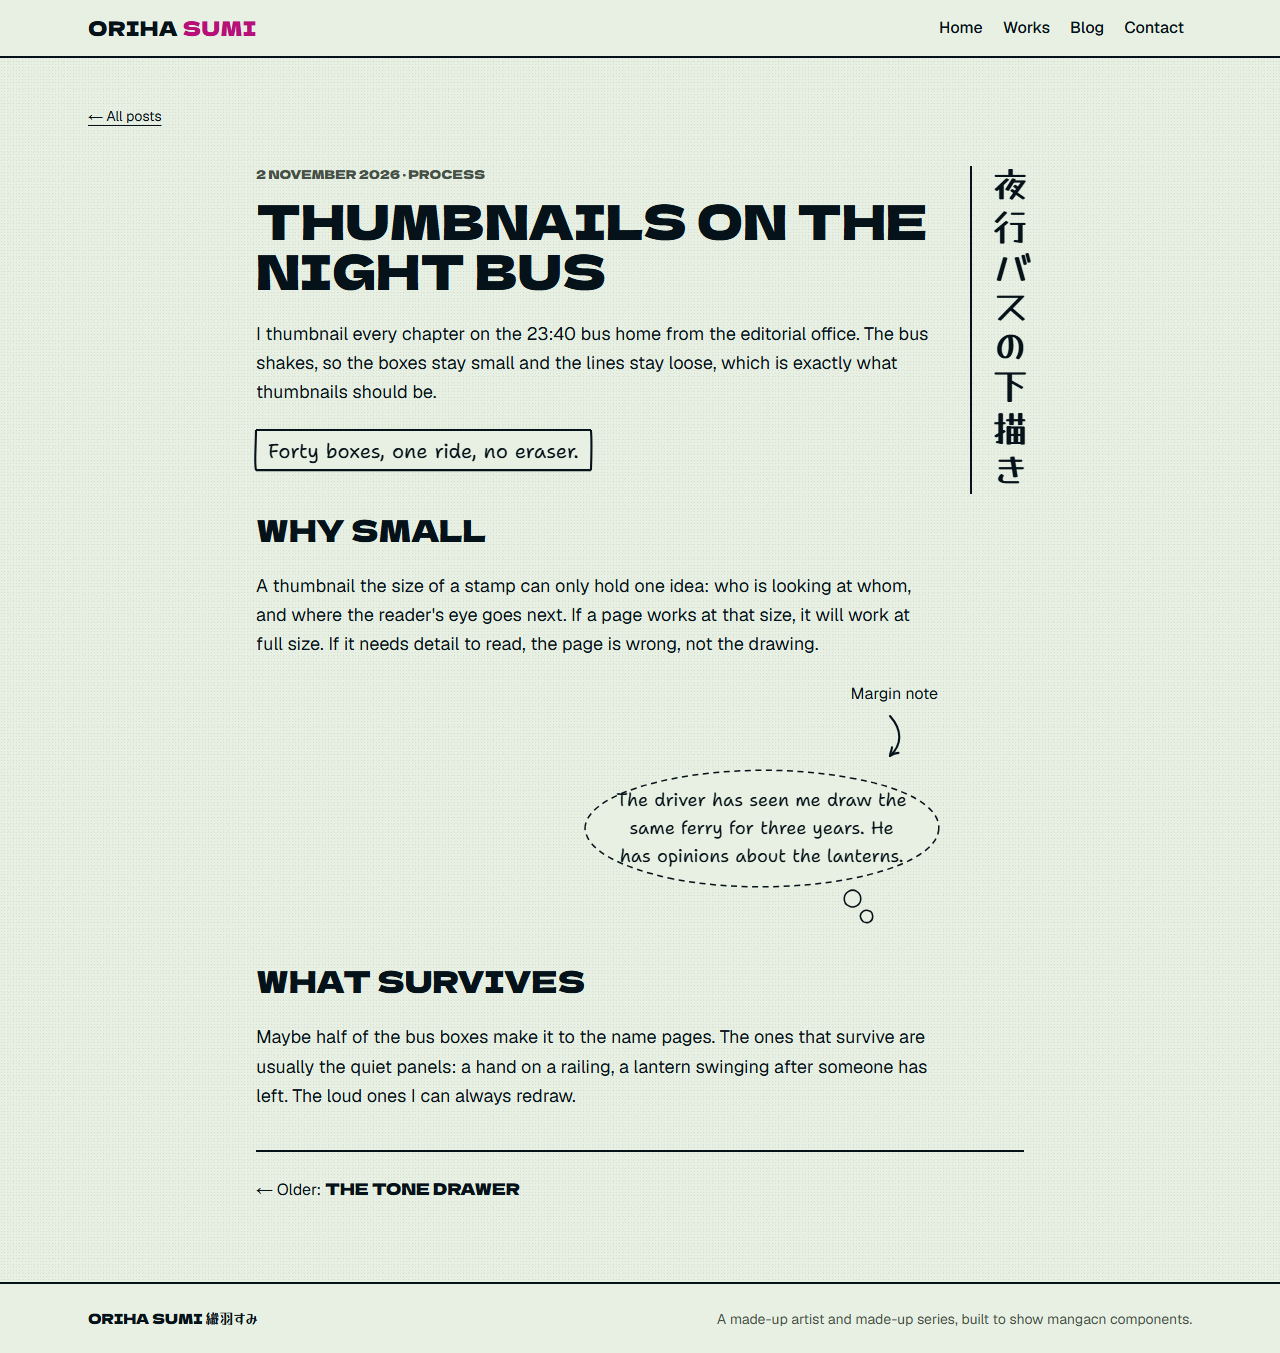 ORIHA SUMI
Home Works Blog Contact
← All posts
2 NOVEMBER 2026 · PROCESS
THUMBNAILS ON THE
NIGHT BUS
夜行バスの下描き
I thumbnail every chapter on the 23:40 bus home from the editorial office. The bus
shakes, so the boxes stay small and the lines stay loose, which is exactly what
thumbnails should be.
Forty boxes, one ride, no eraser.
WHY SMALL
A thumbnail the size of a stamp can only hold one idea: who is looking at whom,
and where the reader's eye goes next. If a page works at that size, it will work at
full size. If it needs detail to read, the page is wrong, not the drawing.
Margin note
The driver has seen me draw the
same ferry for three years. He
has opinions about the lanterns.
WHAT SURVIVES
Maybe half of the bus boxes make it to the name pages. The ones that survive are
usually the quiet panels: a hand on a railing, a lantern swinging after someone has
left. The loud ones I can always redraw.
← Older: THE TONE DRAWER
ORIHA SUMI 織羽すみ
A made-up artist and made-up series, built to show mangacn components.